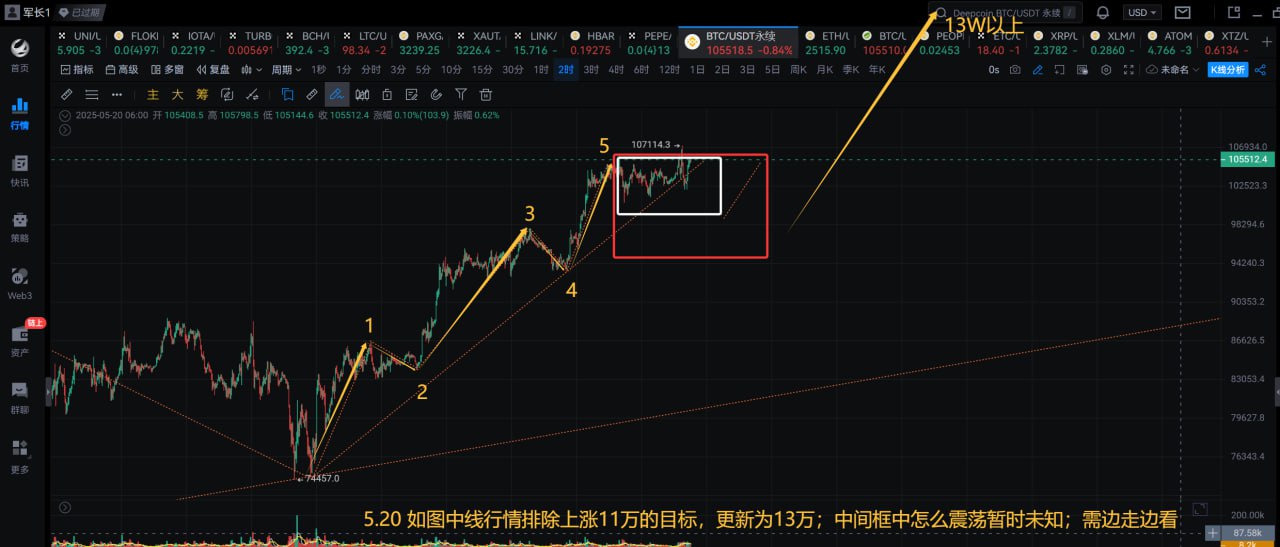 军长1 已过期
Deepcoin BTC/USDT 永续 /
USD
13W以上
UNI/L
5.905 -3
FLOKI
0.0(4)97(
IOTA/
0.2219 -
TURB
0.005691
BCH/
392.4 -3
LTC/U
98.34 -2
PAXG
3239.25
XAUT.
3226.4 -
LINK/
15.716 -
HBAR
0.19275
PEPE/
0.0(4)13
BTC/USDT永续
105518.5 -0.84%
ETH/U
2515.90
BTC/L
105510.(
DOGE
0.02453
PEOPI
18.40 -1
ETC/L
2.3782 -
XRP/U
0.2860 -
XLM/L
4.766 -3
ATOM
0.6134 -
XTZ/
指标 高级 多窗 复盘 周期 1秒 1分 分时 3分 5分 10分 15分 30分 1时 2时 3时 4时 6时 12时 1日 2日 3日 5日 周K 月K 季K 年K 0s 未命名 K线分析
主 大 筹
首页
行情
快讯
策略
Web3
链上
资产
群聊
更多
2025-05-20 06:00 开 105408.5 高 105798.5 低 105144.6 收 105512.4 涨幅 0.10%(103.9) 振幅 0.62%
107114.3
5
3
4
1
2
74457.0
106934.0
105512.4
102523.3
98294.6
94240.3
90353.2
86626.5
83053.4
79627.8
76343.4
200.00k
87.58k
8.2k
5.20 如图中线行情排除上涨11万的目标，更新为13万；中间框中怎么震荡暂时未知；需边走边看